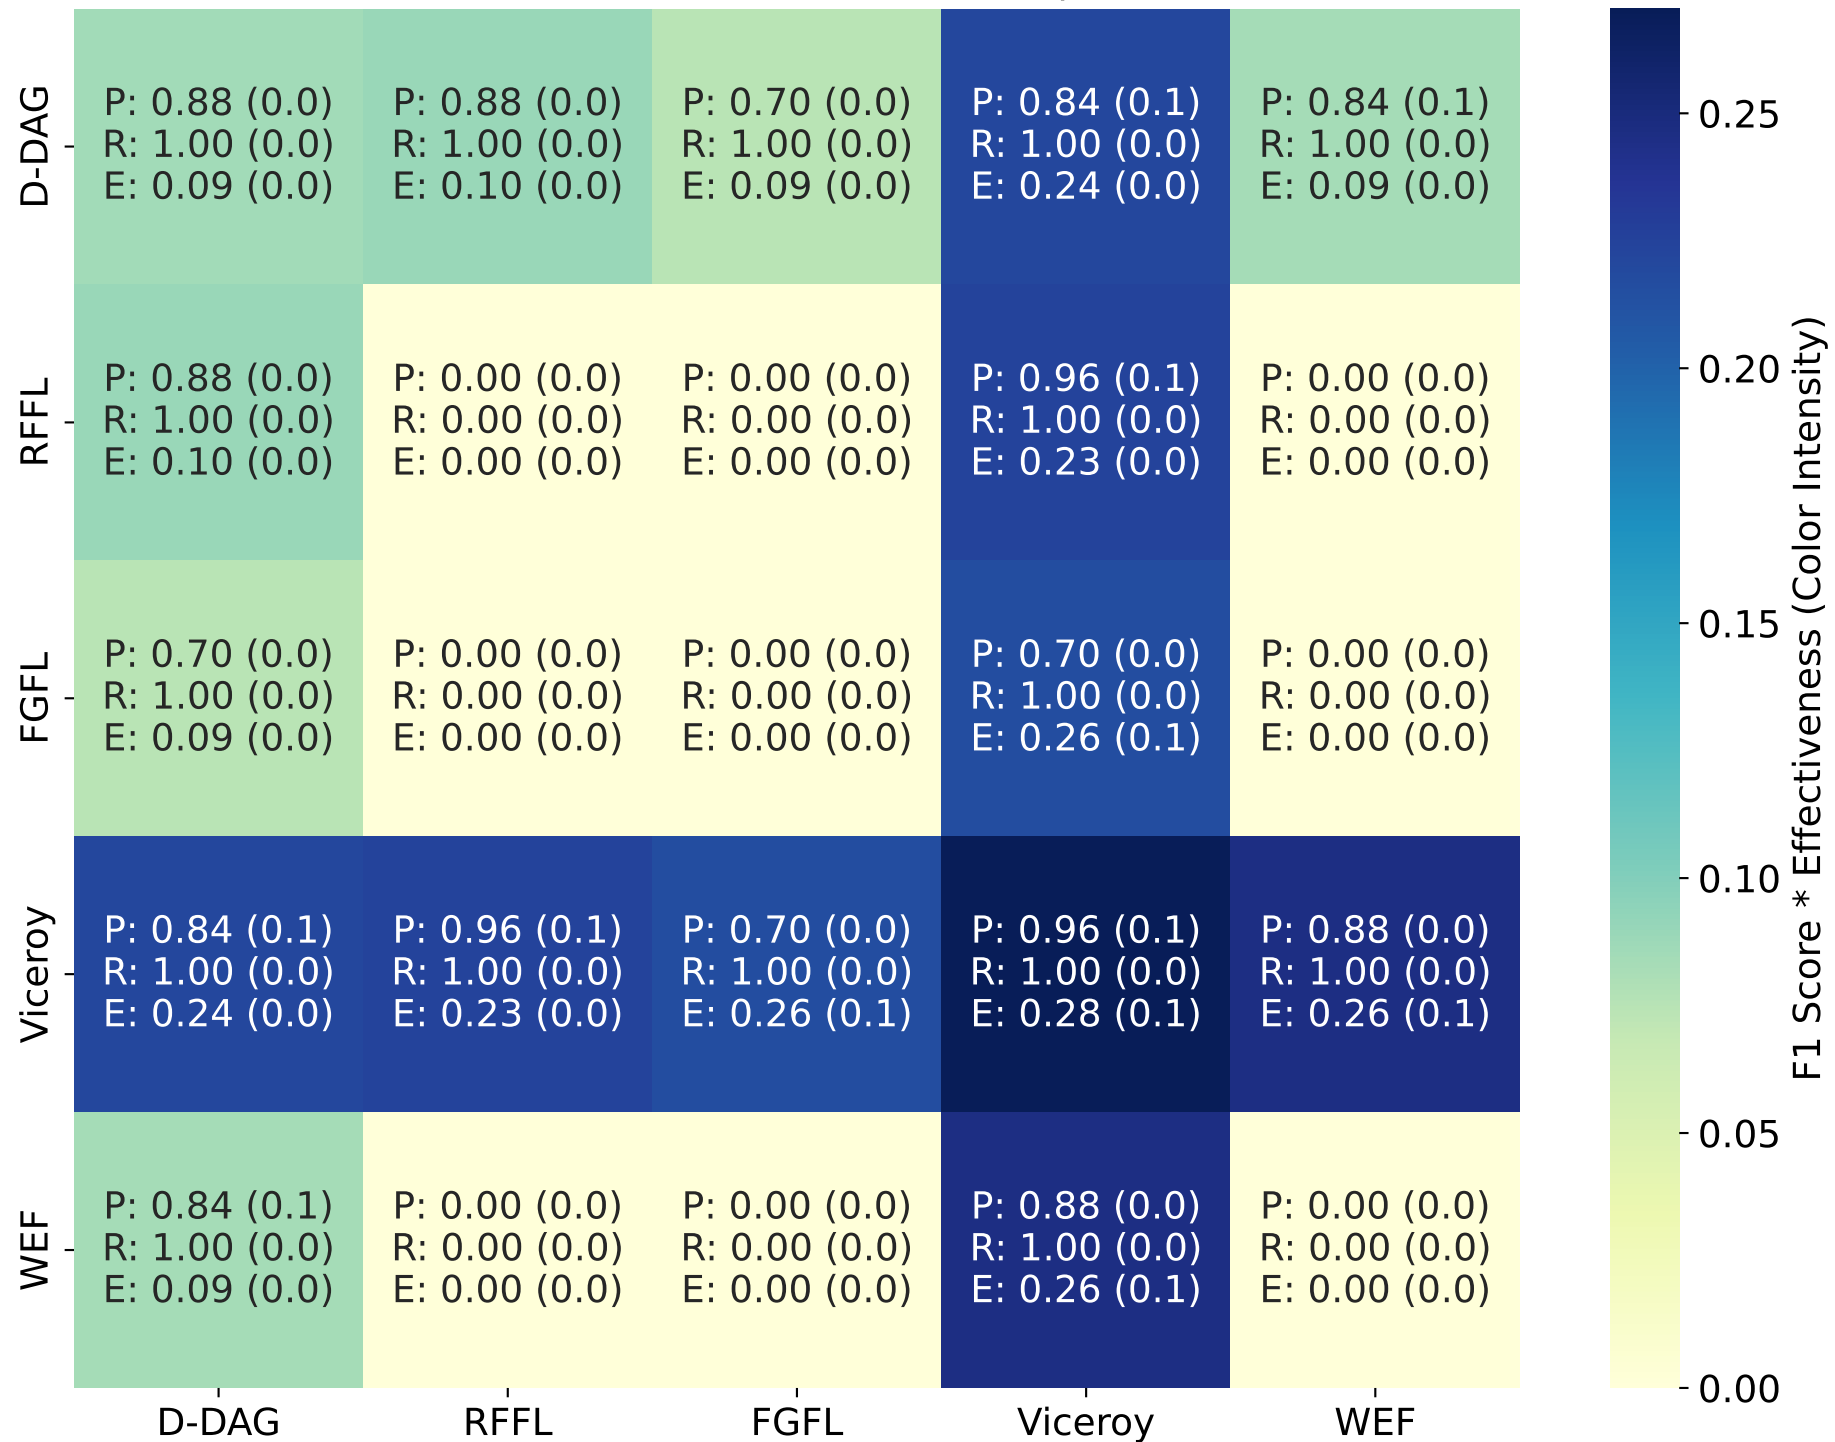 D-DAG
P: 0.88 (0.0)
R: 1.00 (0.0)
E: 0.09 (0.0)
P: 0.88 (0.0)
R: 1.00 (0.0)
E: 0.10 (0.0)
P: 0.70 (0.0)
R: 1.00 (0.0)
E: 0.09 (0.0)
P: 0.84 (0.1)
R: 1.00 (0.0)
E: 0.24 (0.0)
P: 0.84 (0.1)
R: 1.00 (0.0)
E: 0.09 (0.0)
RFFL
P: 0.88 (0.0)
R: 1.00 (0.0)
E: 0.10 (0.0)
P: 0.00 (0.0)
R: 0.00 (0.0)
E: 0.00 (0.0)
P: 0.00 (0.0)
R: 0.00 (0.0)
E: 0.00 (0.0)
P: 0.96 (0.1)
R: 1.00 (0.0)
E: 0.23 (0.0)
P: 0.00 (0.0)
R: 0.00 (0.0)
E: 0.00 (0.0)
FGFL
P: 0.70 (0.0)
R: 1.00 (0.0)
E: 0.09 (0.0)
P: 0.00 (0.0)
R: 0.00 (0.0)
E: 0.00 (0.0)
P: 0.00 (0.0)
R: 0.00 (0.0)
E: 0.00 (0.0)
P: 0.70 (0.0)
R: 1.00 (0.0)
E: 0.26 (0.1)
P: 0.00 (0.0)
R: 0.00 (0.0)
E: 0.00 (0.0)
Viceroy
P: 0.84 (0.1)
R: 1.00 (0.0)
E: 0.24 (0.0)
P: 0.96 (0.1)
R: 1.00 (0.0)
E: 0.23 (0.0)
P: 0.70 (0.0)
R: 1.00 (0.0)
E: 0.26 (0.1)
P: 0.96 (0.1)
R: 1.00 (0.0)
E: 0.28 (0.1)
P: 0.88 (0.0)
R: 1.00 (0.0)
E: 0.26 (0.1)
WEF
P: 0.84 (0.1)
R: 1.00 (0.0)
E: 0.09 (0.0)
P: 0.00 (0.0)
R: 0.00 (0.0)
E: 0.00 (0.0)
P: 0.00 (0.0)
R: 0.00 (0.0)
E: 0.00 (0.0)
P: 0.88 (0.0)
R: 1.00 (0.0)
E: 0.26 (0.1)
P: 0.00 (0.0)
R: 0.00 (0.0)
E: 0.00 (0.0)
D-DAG
RFFL
FGFL
Viceroy
WEF
0.25
0.20
0.15
0.10
0.05
0.00
F1 Score * Effectiveness (Color Intensity)